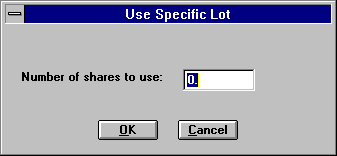 Use Specific Lot
Number of shares to use: 0.
OK Cancel